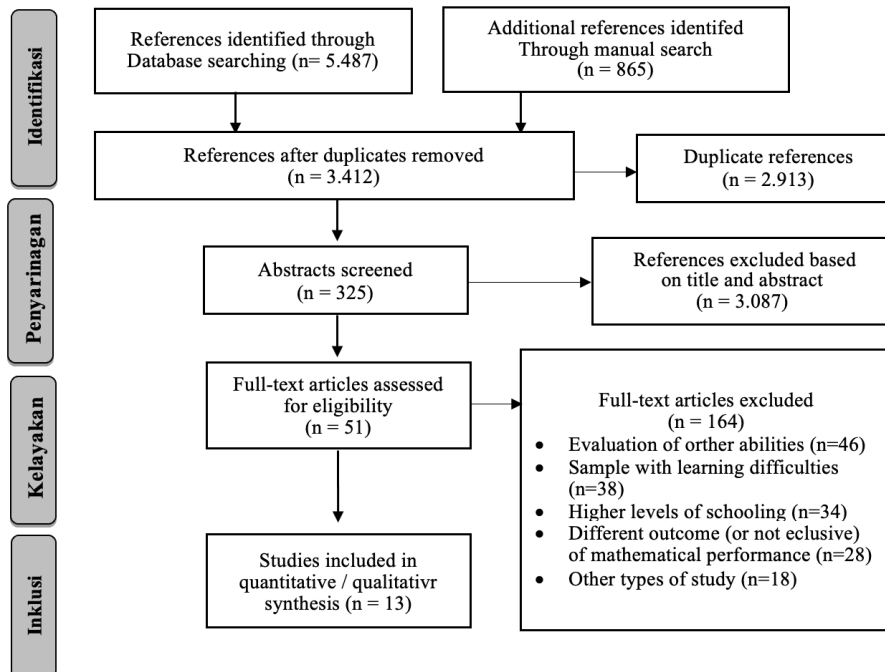 Identifikasi
References identified through
Database searching (n= 5.487)
Additional references identifed
Through manual search
(n = 865)
References after duplicates removed
(n = 3.412)
Duplicate references
(n = 2.913)
Penyarinagan
Abstracts screened
(n = 325)
References excluded based
on title and abstract
(n = 3.087)
Kelayakan
Full-text articles assessed
for eligibility
(n = 51)
Full-text articles excluded
(n = 164)
• Evaluation of orther abilities (n=46)
• Sample with learning difficulties
(n=38)
• Higher levels of schooling (n=34)
• Different outcome (or not eclusive)
of mathematical performance (n=28)
• Other types of study (n=18)
Inklusi
Studies included in
quantitative / qualitativr
synthesis (n = 13)